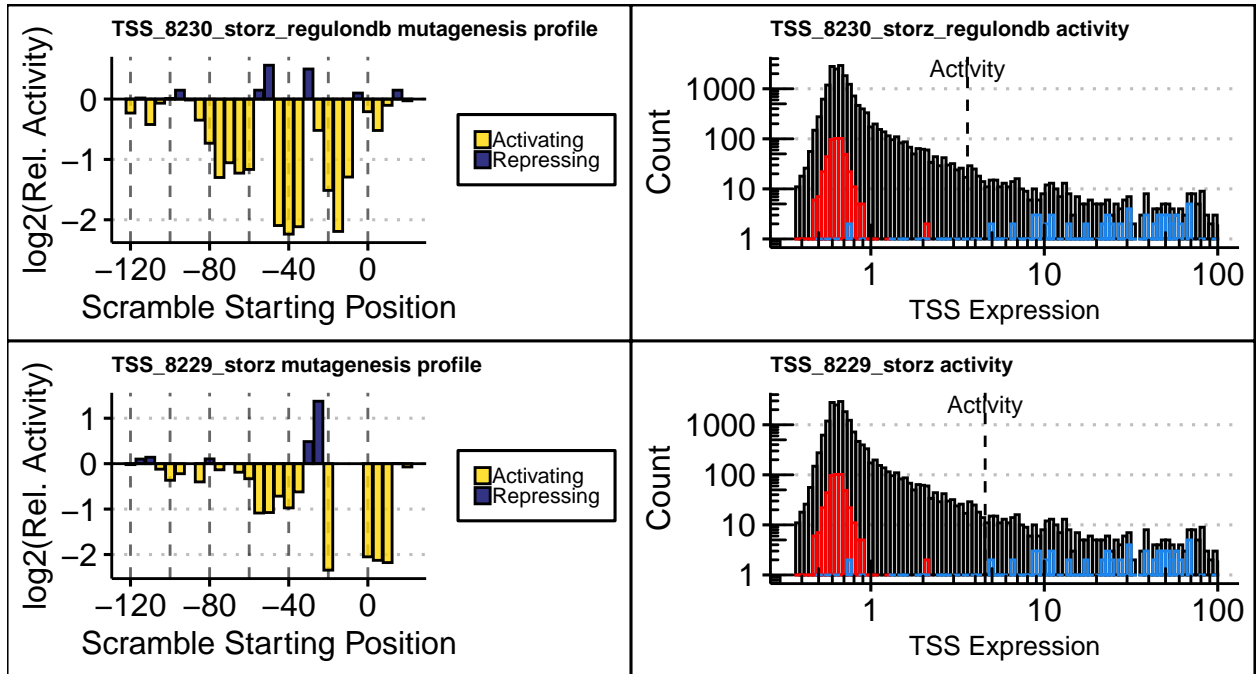 TSS_8230_storz_regulondb mutagenesis profile
log2(Rel. Activity)
0
−1
−2
−120 −80 −40 0
Scramble Starting Position
Activating
Repressing
TSS_8230_storz_regulondb activity
Activity
Count
1000
100
10
1
1 10 100
TSS Expression
TSS_8229_storz mutagenesis profile
log2(Rel. Activity)
1
0
−1
−2
−120 −80 −40 0
Scramble Starting Position
Activating
Repressing
TSS_8229_storz activity
Activity
Count
1000
100
10
1
1 10 100
TSS Expression